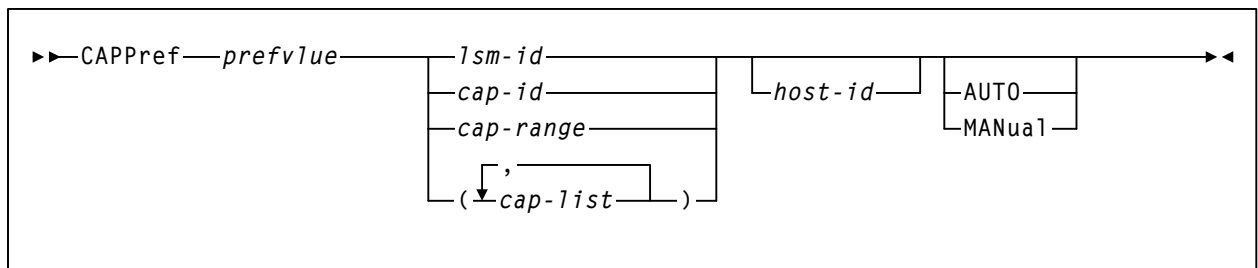 CAPPref prefvlue lsm-id
cap-id host-id AUTO
cap-range MANual
,
( cap-list )